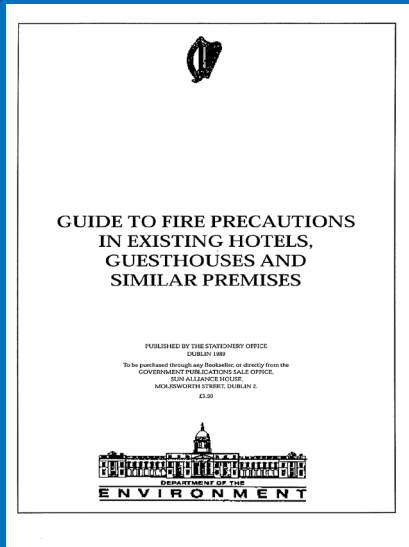 GUIDE TO FIRE PRECAUTIONS
IN EXISTING HOTELS,
GUESTHOUSES AND
SIMILAR PREMISES
PUBLISHED BY THE STATIONERY OFFICE
DUBLIN 1989
To be purchased through any Bookseller, or directly from the
GOVERNMENT PUBLICATIONS SALE OFFICE,
SUN ALLIANCE HOUSE,
MOLESWORTH STREET, DUBLIN 2.
£3.50
DEPARTMENT OF THE
ENVIRONMENT